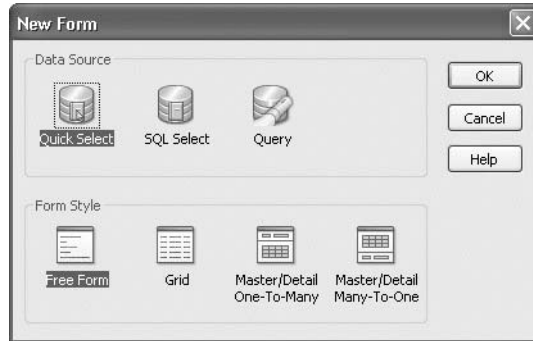 New Form
Data Source
Quick Select
SQL Select
Query
OK
Cancel
Help
Form Style
Free Form
Grid
Master/Detail
One-To-Many
Master/Detail
Many-To-One